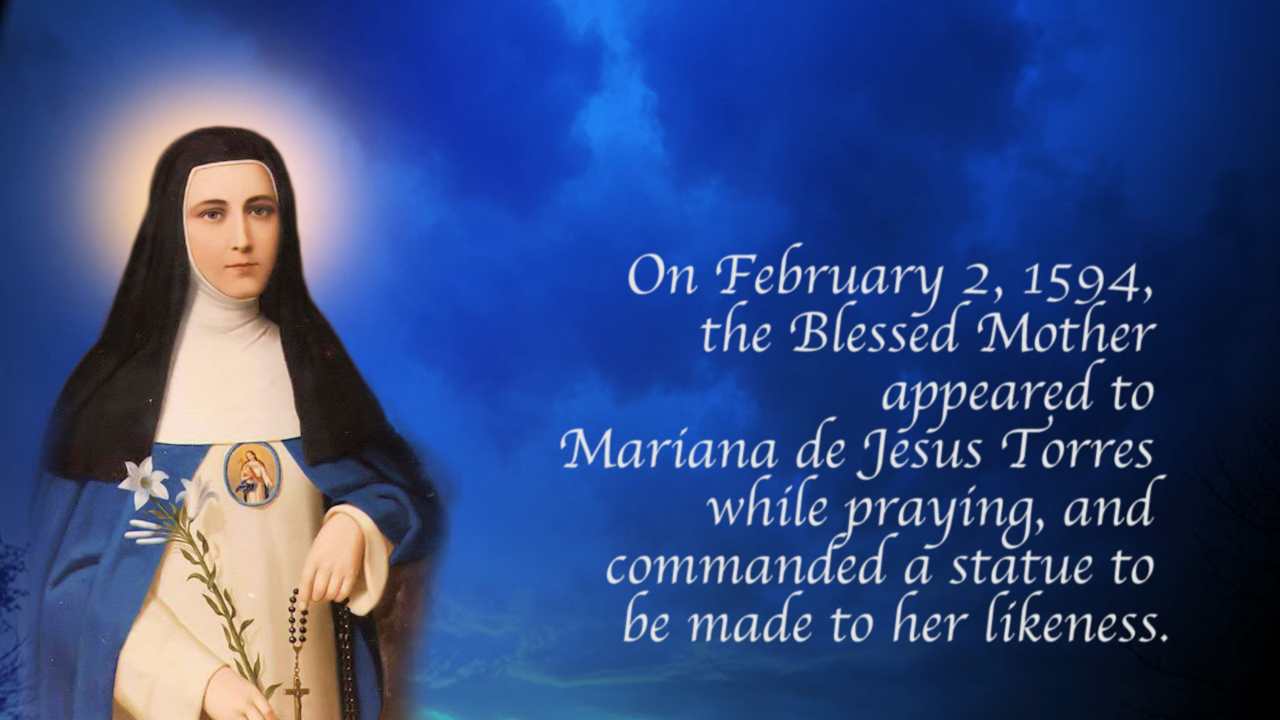 On February 2, 1594,
the Blessed Mother
appeared to
Mariana de Jesus Torres
while praying, and
commanded a statue to
be made to her likeness.